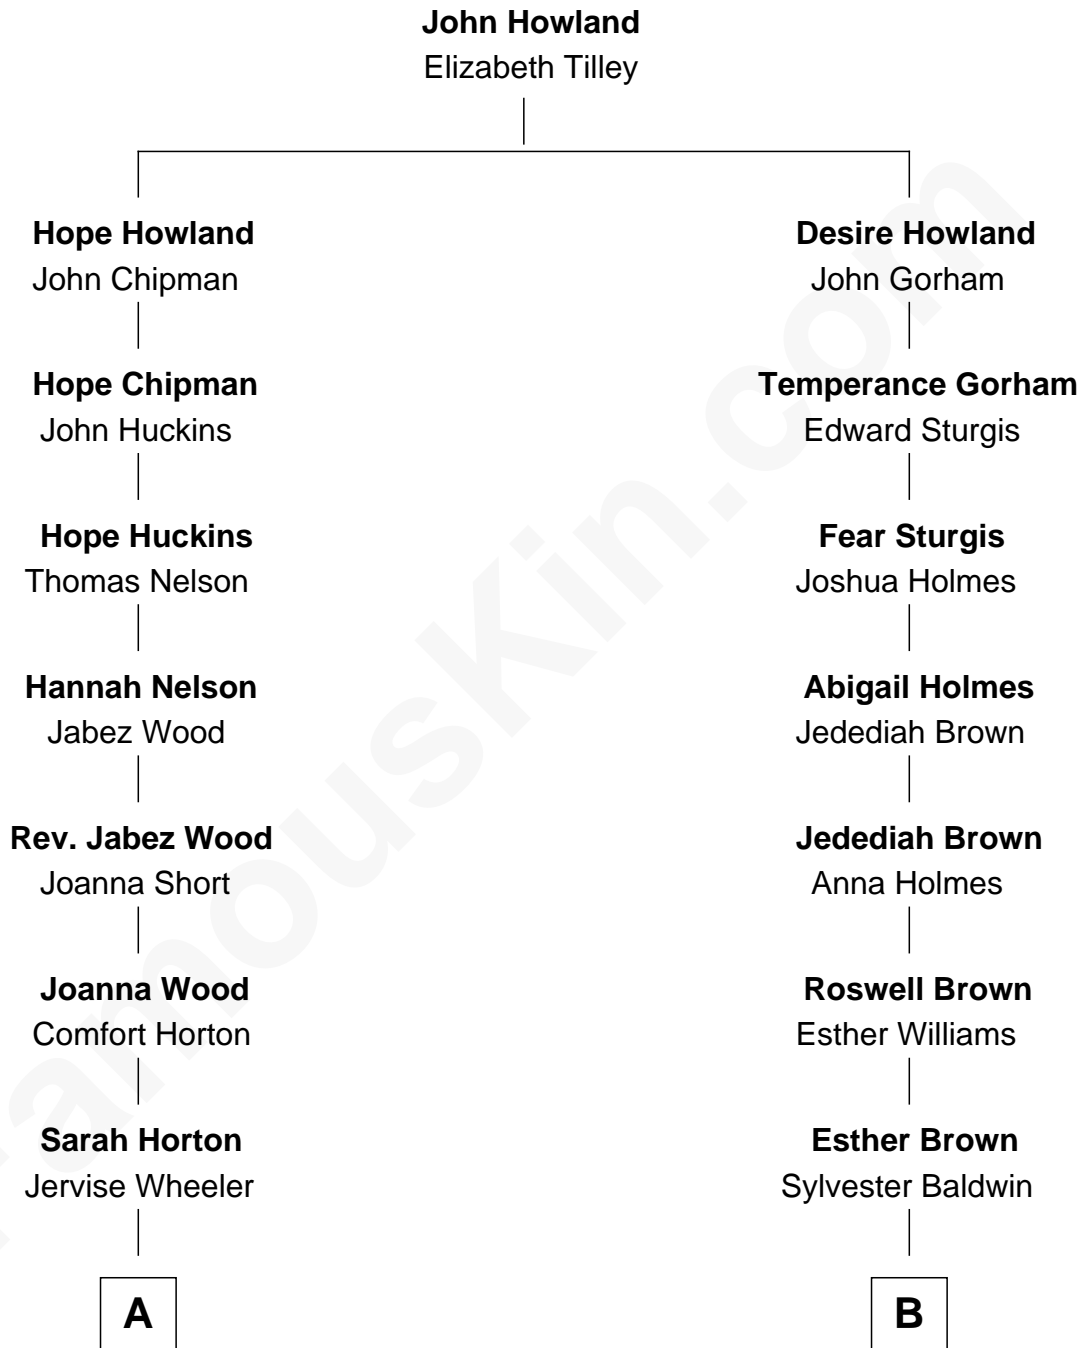 John Howland
Elizabeth Tilley
Hope Howland
John Chipman
Desire Howland
John Gorham
Hope Chipman
John Huckins
Temperance Gorham
Edward Sturgis
Hope Huckins
Thomas Nelson
Fear Sturgis
Joshua Holmes
Hannah Nelson
Jabez Wood
Abigail Holmes
Jedediah Brown
Rev. Jabez Wood
Joanna Short
Jedediah Brown
Anna Holmes
Joanna Wood
Comfort Horton
Roswell Brown
Esther Williams
Sarah Horton
Jervise Wheeler
Esther Brown
Sylvester Baldwin
A
B
FamousKin.com